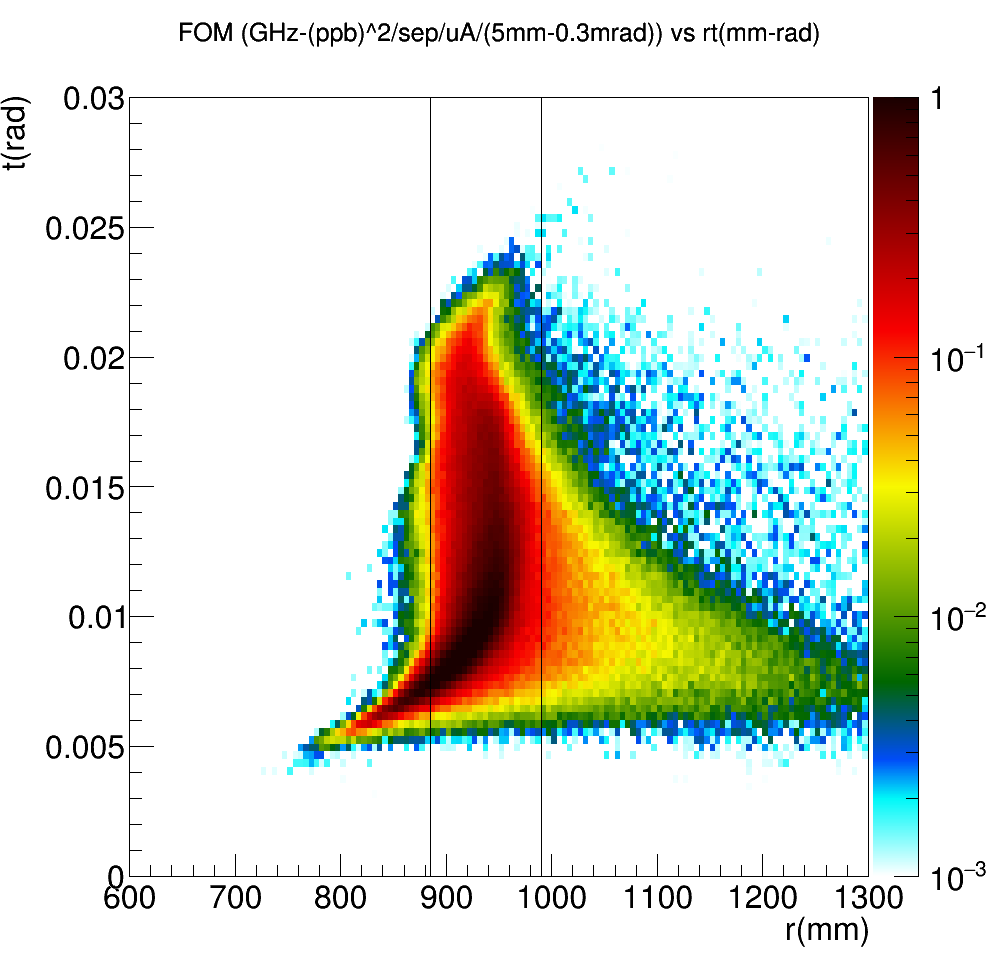 FOM (GHz-(ppb)^2/sep/uA/(5mm-0.3mrad)) vs rt(mm-rad)
t(rad)
0.03
0.025
0.02
0.015
0.01
0.005
0
600 700 800 900 1000 1100 1200 1300
r(mm)
1
10⁻¹
10⁻²
10⁻³